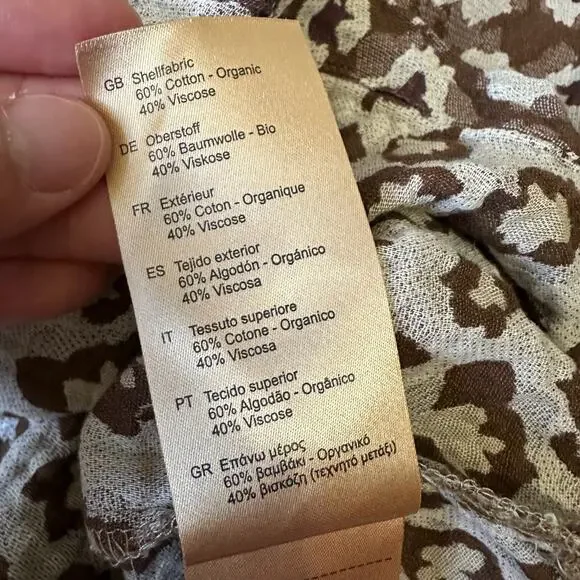 GB Shellfabric
60% Cotton - Organic
40% Viscose
DE Oberstoff
60% Baumwolle - Bio
40% Viskose
FR Extérieur
60% Coton - Organique
40% Viscose
ES Tejido exterior
60% Algodón - Orgánico
40% Viscosa
IT Tessuto superiore
60% Cotone - Organico
40% Viscosa
PT Tecido superior
60% Algodão - Orgânico
40% Viscose
GR Επάνω μέρος
60% βαμβάκι - Οργανικό
40% βισκόζη (τεχνητό μετάξι)